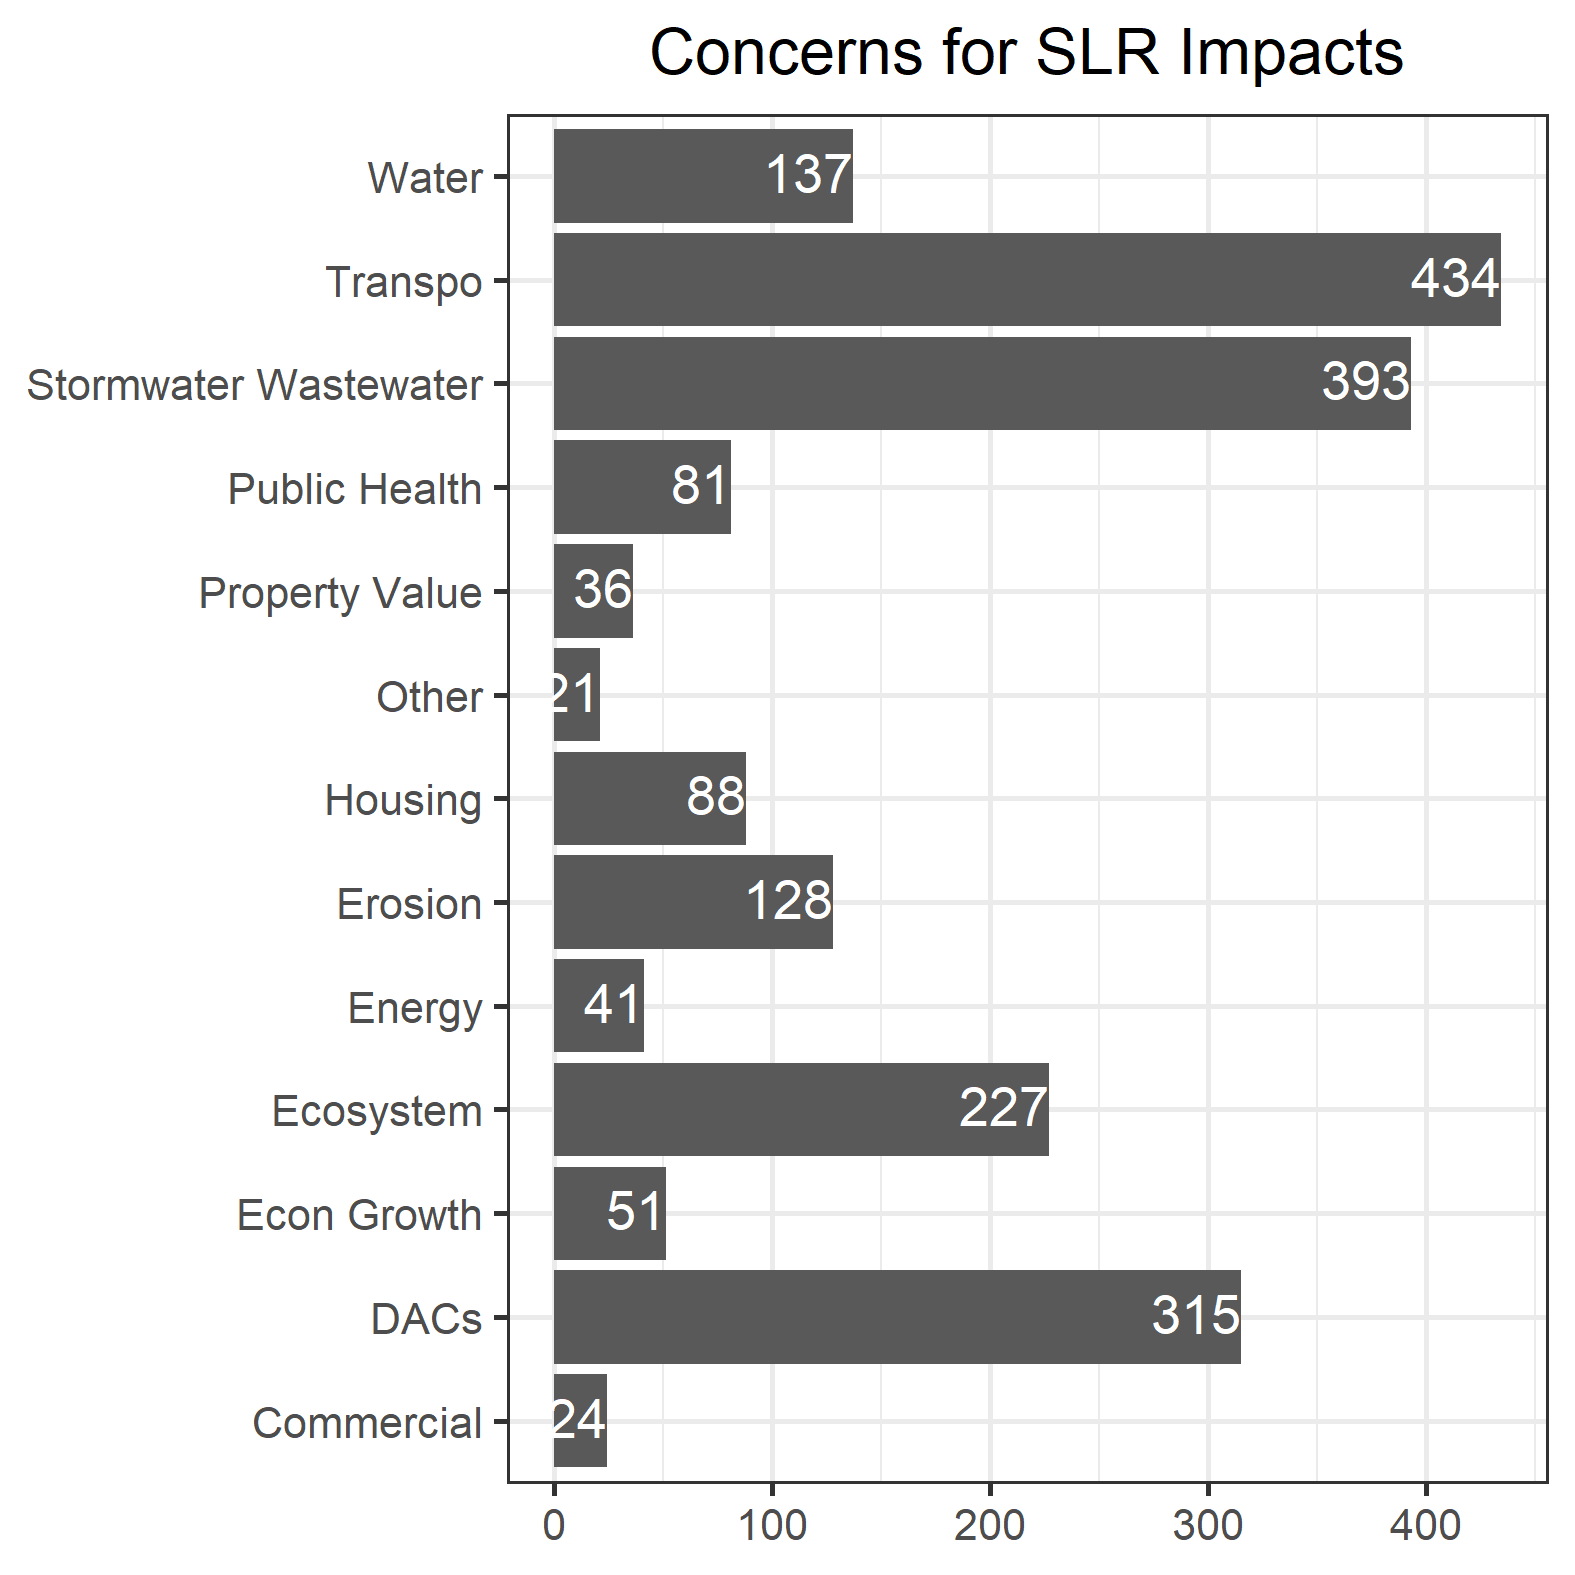 Concerns for SLR Impacts
Water 137
Transpo 434
Stormwater Wastewater 393
Public Health 81
Property Value 36
Other 21
Housing 88
Erosion 128
Energy 41
Ecosystem 227
Econ Growth 51
DACs 315
Commercial 24
0 100 200 300 400